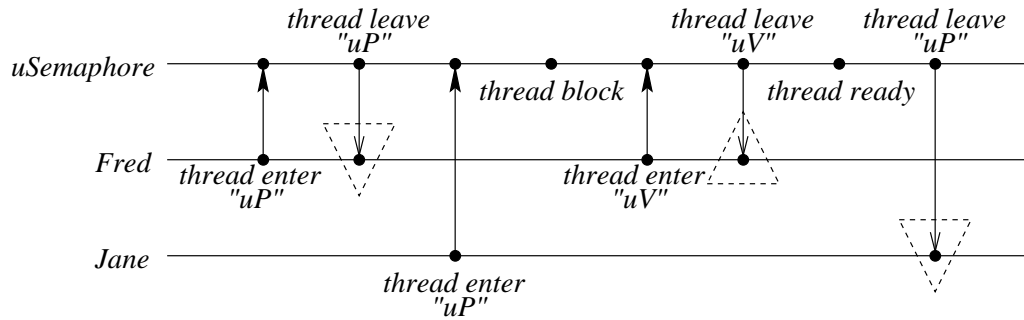 thread leave
"uP"
thread leave
"uV"
thread leave
"uP"
uSemaphore
thread block
thread ready
Fred
thread enter
"uP"
thread enter
"uV"
Jane
thread enter
"uP"